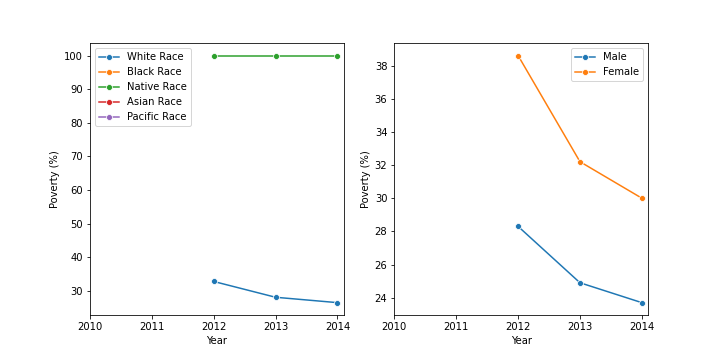 100
90
80
70
60
50
40
30
Poverty (%)
2010 2011 2012 2013 2014
Year
White Race
Black Race
Native Race
Asian Race
Pacific Race
38
36
34
32
30
28
26
24
Poverty (%)
2010 2011 2012 2013 2014
Year
Male
Female